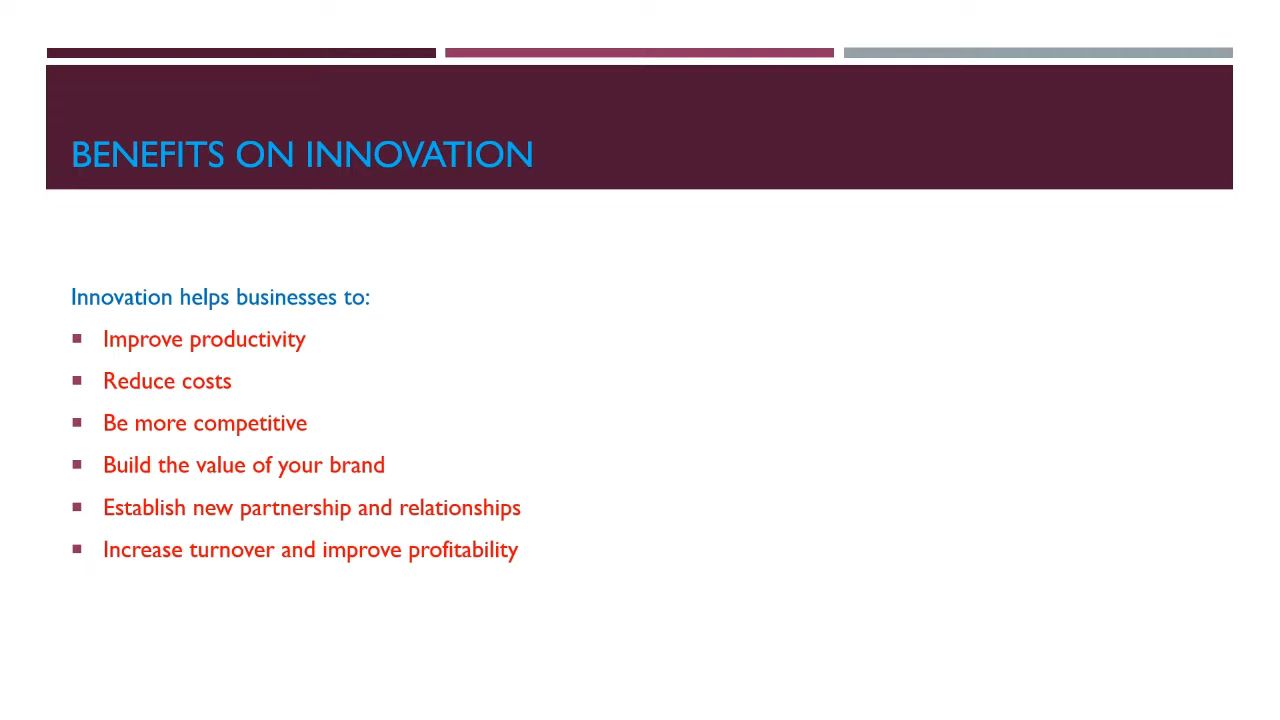 BENEFITS ON INNOVATION
Innovation helps businesses to:
Improve productivity
Reduce costs
Be more competitive
Build the value of your brand
Establish new partnership and relationships
Increase turnover and improve profitability